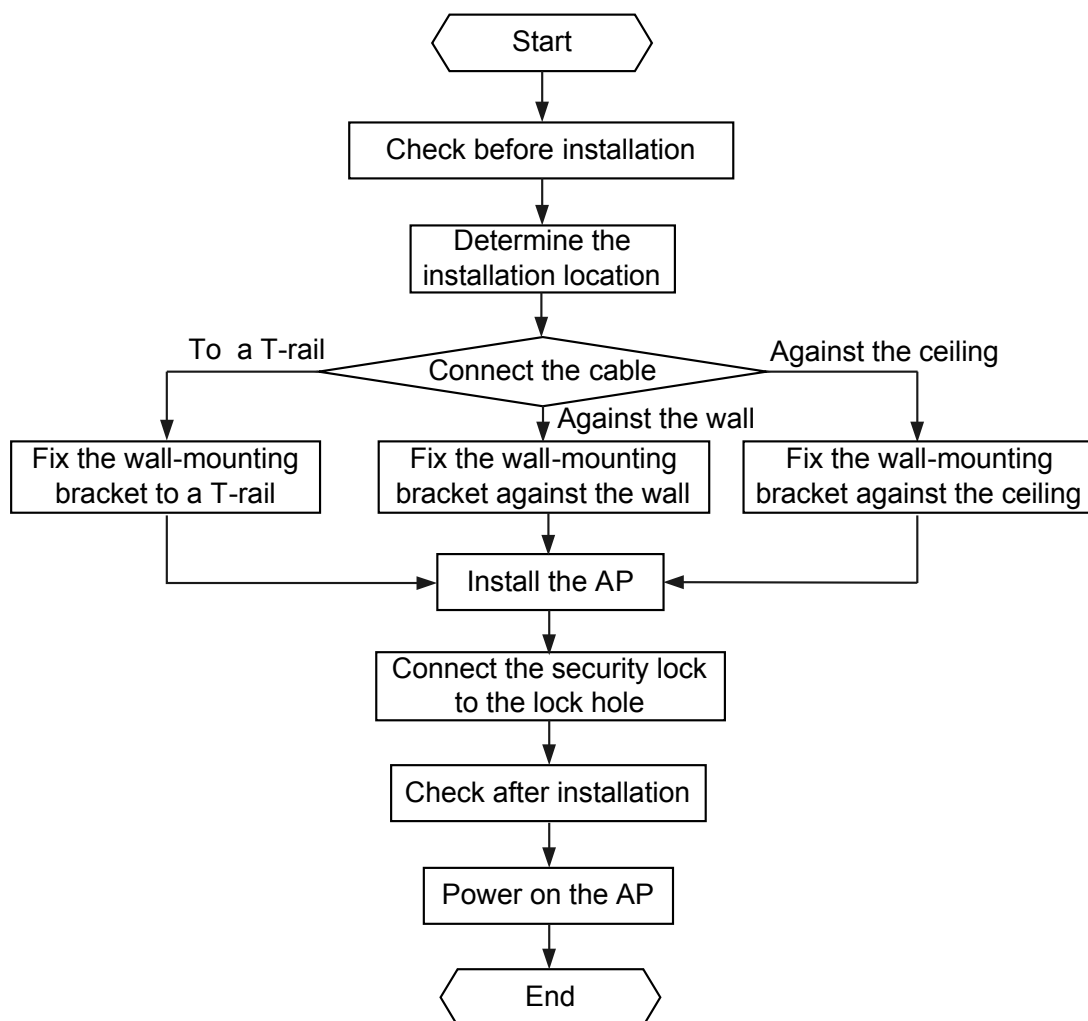 Start
Check before installation
Determine the
installation location
To a T-rail
Connect the cable
Against the ceiling
Against the wall
Fix the wall-mounting
bracket to a T-rail
Fix the wall-mounting
bracket against the wall
Fix the wall-mounting
bracket against the ceiling
Install the AP
Connect the security lock
to the lock hole
Check after installation
Power on the AP
End